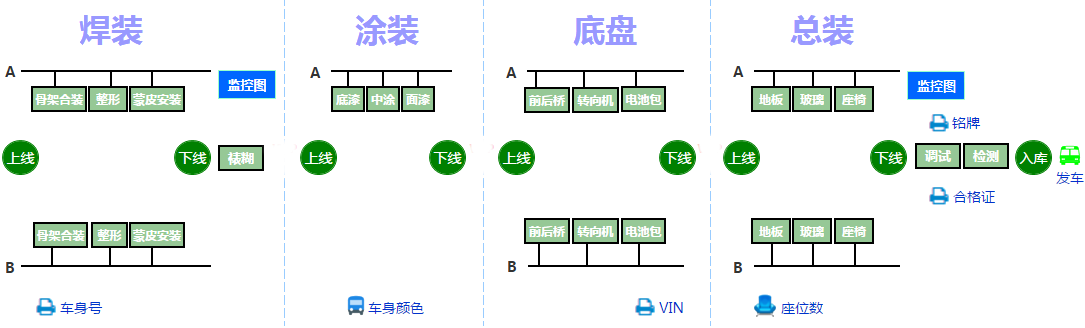 焊装
涂装
底盘
总装
A
骨架合装
整形
蒙皮安装
监控图
A
底漆
中涂
面漆
A
前后桥
转向机
电池包
A
地板
玻璃
座椅
监控图
铭牌
上线
下线
裱糊
上线
下线
上线
下线
上线
下线
调试
检测
入库
发车
合格证
骨架合装
整形
蒙皮安装
B
前后桥
转向机
电池包
B
地板
玻璃
座椅
B
车身号
车身颜色
VIN
座位数